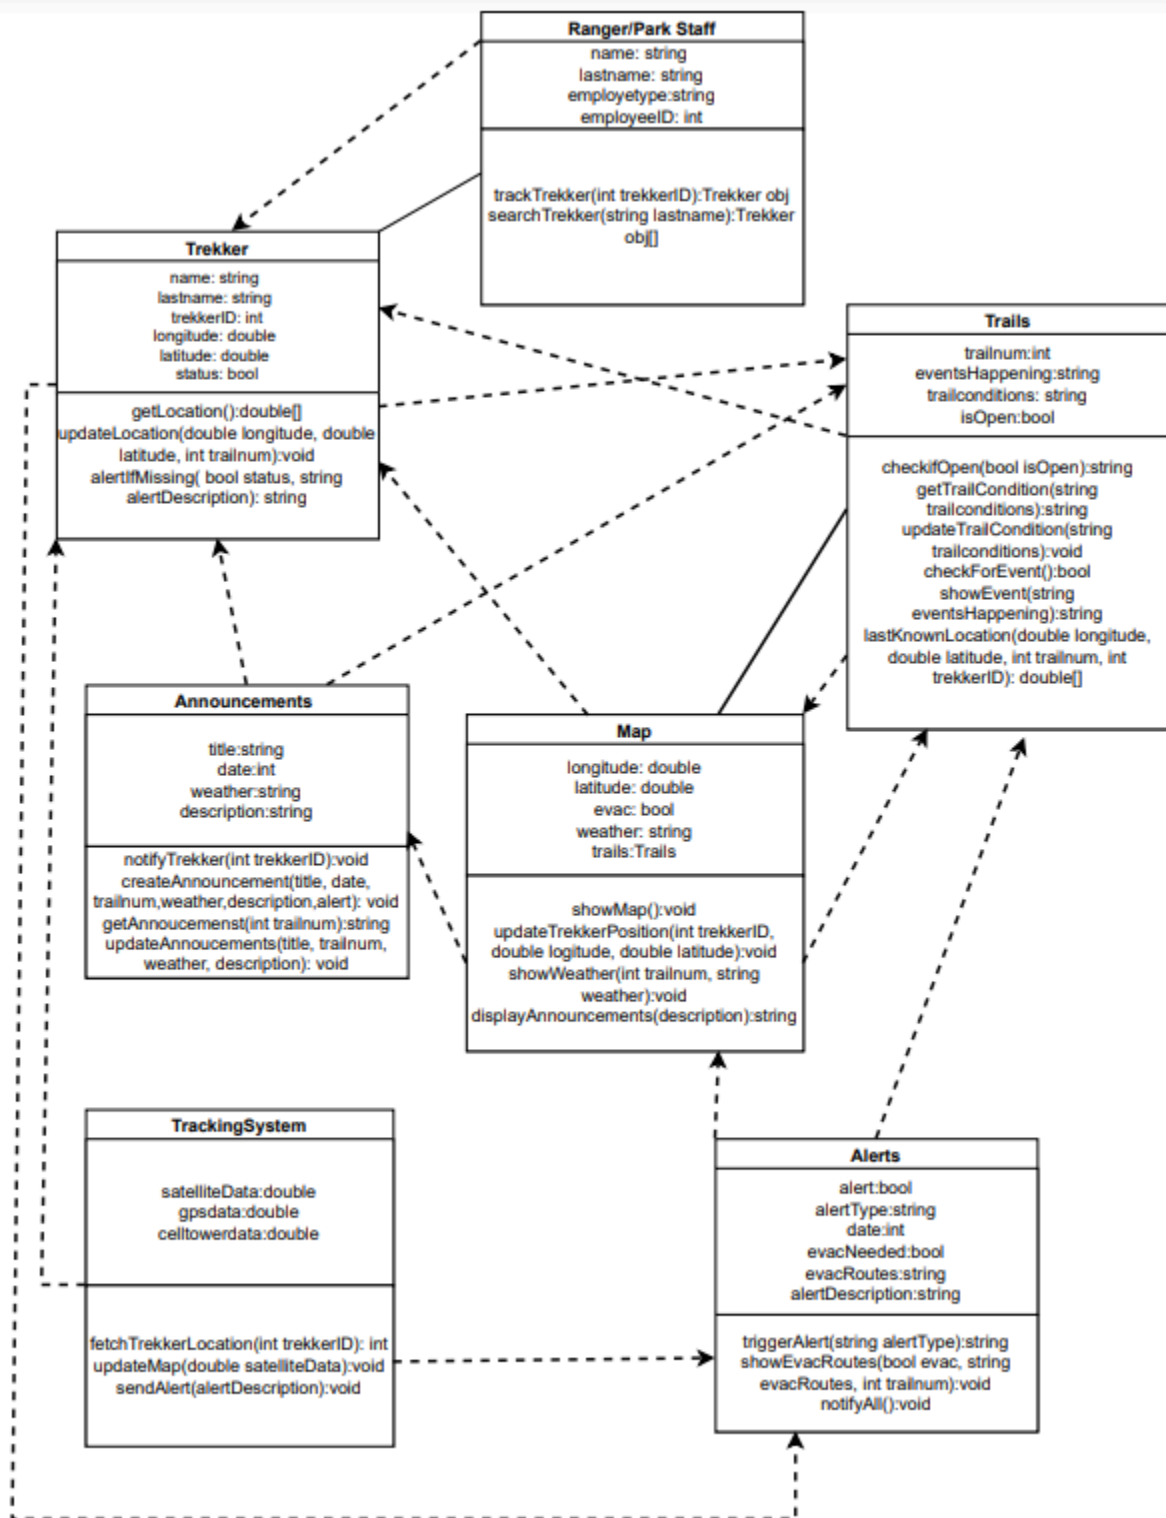 Ranger/Park Staff
name: string
lastname: string
employetype:string
employeeID: int
trackTrekker(int trekkerID):Trekker obj
searchTrekker(string lastname):Trekker
obj[]
Trekker
name: string
lastname: string
trekkerID: int
longitude: double
latitude: double
status: bool
getLocation():double[]
updateLocation(double longitude, double
latitude, int trailnum):void
alertIfMissing( bool status, string
alertDescription): string
Trails
trailnum:int
eventsHappening:string
trailconditions: string
isOpen:bool
checkifOpen(bool isOpen):string
getTrailCondition(string
trailconditions):string
updateTrailCondition(string
trailconditions):void
checkForEvent():bool
showEvent(string
eventsHappening):string
lastKnownLocation(double longitude,
double latitude, int trailnum, int
trekkerID): double[]
Announcements
title:string
date:int
weather:string
description:string
notifyTrekker(int trekkerID):void
createAnnouncement(title, date,
trailnum,weather,description,alert): void
getAnnoucemenst(int trailnum):string
updateAnnoucements(title, trailnum,
weather, description): void
Map
longitude: double
latitude: double
evac: bool
weather: string
trails:Trails
showMap():void
updateTrekkerPosition(int trekkerID,
double logitude, double latitude):void
showWeather(int trailnum, string
weather):void
displayAnnouncements(description):string
TrackingSystem
satelliteData:double
gpsdata:double
celltowerdata:double
fetchTrekkerLocation(int trekkerID): int
updateMap(double satelliteData):void
sendAlert(alertDescription):void
Alerts
alert:bool
alertType:string
date:int
evacNeeded:bool
evacRoutes:string
alertDescription:string
triggerAlert(string alertType):string
showEvacRoutes(bool evac, string
evacRoutes, int trailnum):void
notifyAll():void